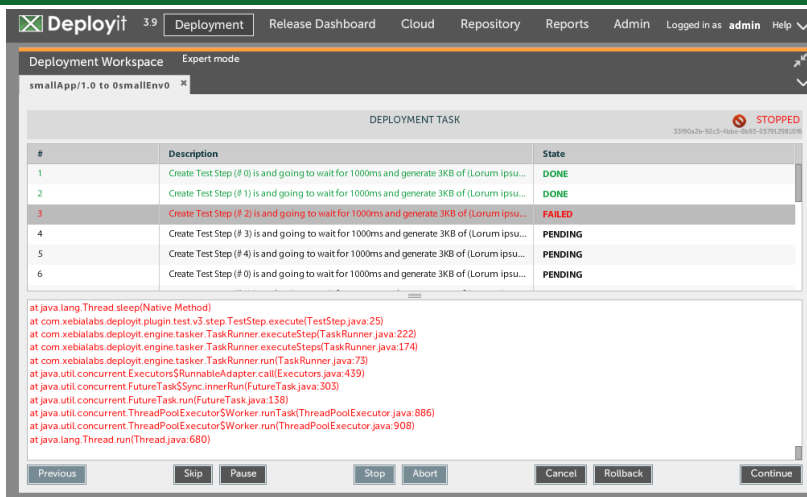 Deployit 3.9 Deployment Release Dashboard Cloud Repository Reports Admin Logged in as admin Help
Deployment Workspace Expert mode
smallApp/1.0 to 0smallEnv0 ×
DEPLOYMENT TASK STOPPED
# Description State
1 Create Test Step (# 0) is and going to wait for 1000ms and generate 3KB of (Lorum ipsu... DONE
2 Create Test Step (# 1) is and going to wait for 1000ms and generate 3KB of (Lorum ipsu... DONE
3 Create Test Step (# 2) is and going to wait for 1000ms and generate 3KB of (Lorum ipsu... FAILED
4 Create Test Step (# 3) is and going to wait for 1000ms and generate 3KB of (Lorum ipsu... PENDING
5 Create Test Step (# 4) is and going to wait for 1000ms and generate 3KB of (Lorum ipsu... PENDING
6 Create Test Step (# 0) is and going to wait for 1000ms and generate 3KB of (Lorum ipsu... PENDING
at java.lang.Thread.sleep(Native Method)
at com.xebialabs.deployit.plugin.test.v3.step.TestStep.execute(TestStep.java:25)
at com.xebialabs.deployit.engine.tasker.TaskRunner.executeStep(TaskRunner.java:222)
at com.xebialabs.deployit.engine.tasker.TaskRunner.executeSteps(TaskRunner.java:174)
at com.xebialabs.deployit.engine.tasker.TaskRunner.run(TaskRunner.java:73)
at java.util.concurrent.Executors$RunnableAdapter.call(Executors.java:439)
at java.util.concurrent.FutureTask$Sync.innerRun(FutureTask.java:303)
at java.util.concurrent.FutureTask.run(FutureTask.java:138)
at java.util.concurrent.ThreadPoolExecutor$Worker.runTask(ThreadPoolExecutor.java:886)
at java.util.concurrent.ThreadPoolExecutor$Worker.run(ThreadPoolExecutor.java:908)
at java.lang.Thread.run(Thread.java:680)
Previous Skip Pause Stop Abort Cancel Rollback Continue